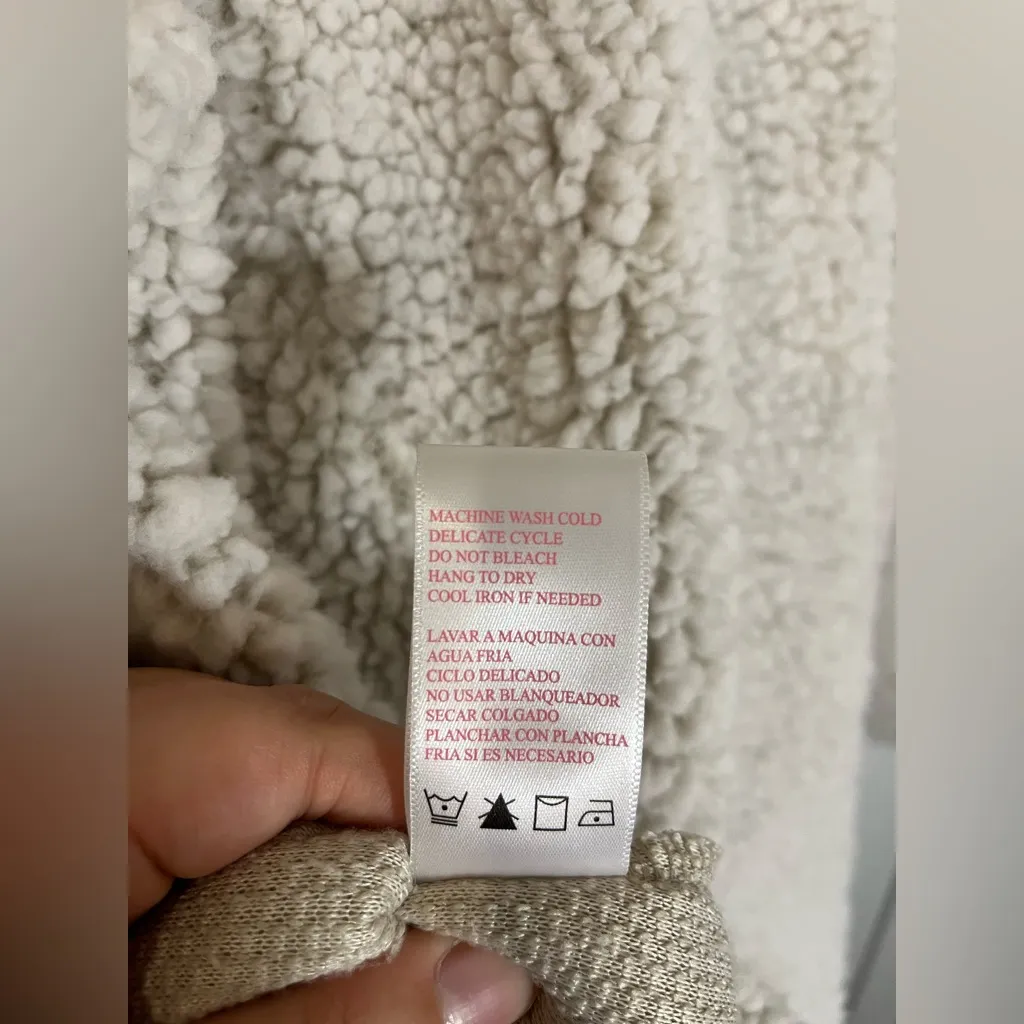 MACHINE WASH COLD
DELICATE CYCLE
DO NOT BLEACH
HANG TO DRY
COOL IRON IF NEEDED
LAVAR A MAQUINA CON
AGUA FRIA
CICLO DELICADO
NO USAR BLANQUEADOR
SECAR COLGADO
PLANCHAR CON PLANCHA
FRIA SI ES NECESARIO